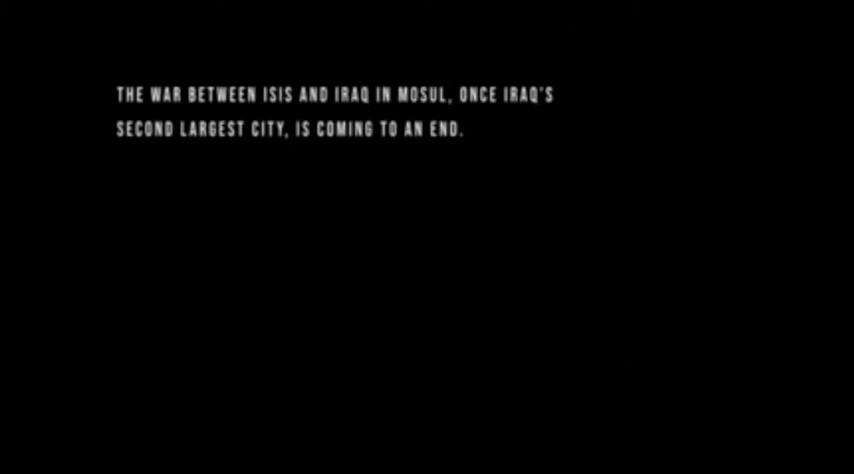 THE WAR BETWEEN ISIS AND IRAQ IN MOSUL, ONCE IRAQ'S
SECOND LARGEST CITY, IS COMING TO AN END.